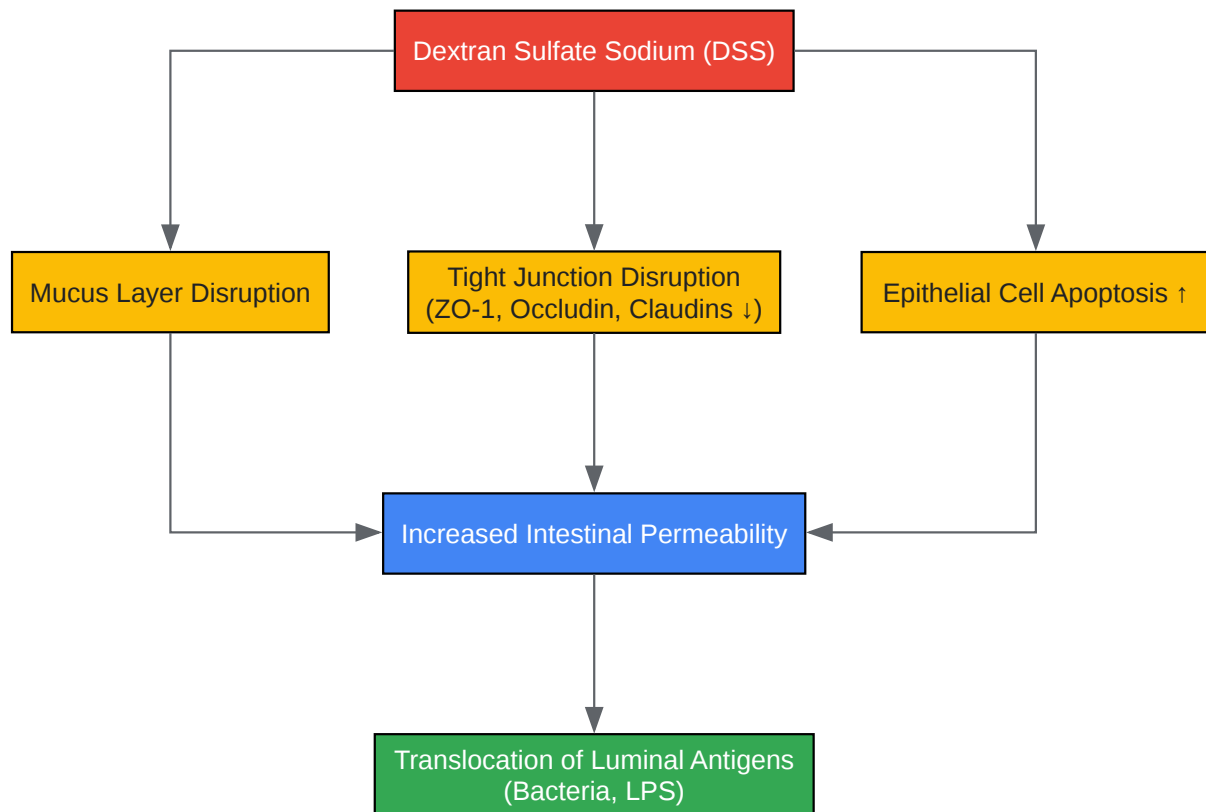 Dextran Sulfate Sodium (DSS)
Mucus Layer Disruption
Tight Junction Disruption
(ZO-1, Occludin, Claudins ↓)
Epithelial Cell Apoptosis ↑
Increased Intestinal Permeability
Translocation of Luminal Antigens
(Bacteria, LPS)